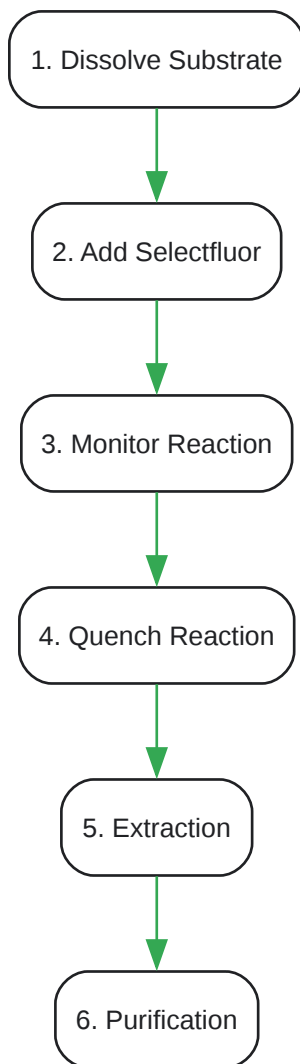 1. Dissolve Substrate
2. Add Selectfluor
3. Monitor Reaction
4. Quench Reaction
5. Extraction
6. Purification